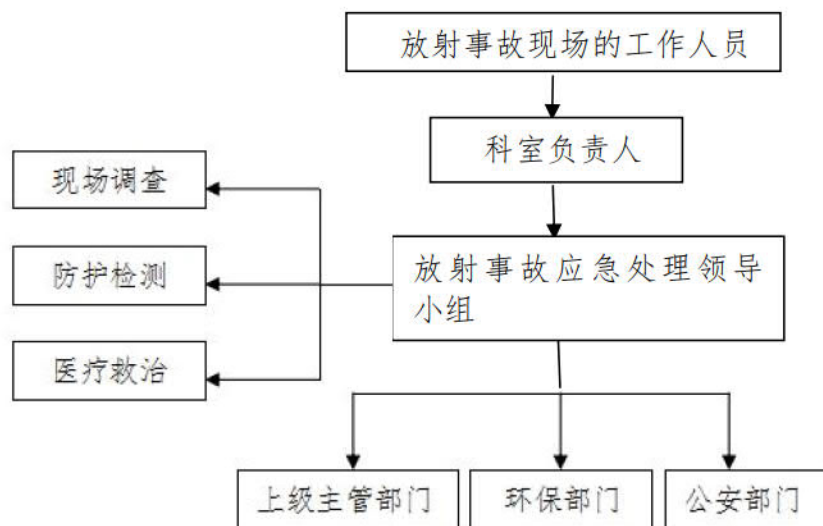 放射事故现场的工作人员
科室负责人
现场调查
防护检测
放射事故应急处理领导
小组
医疗救治
上级主管部门
环保部门
公安部门